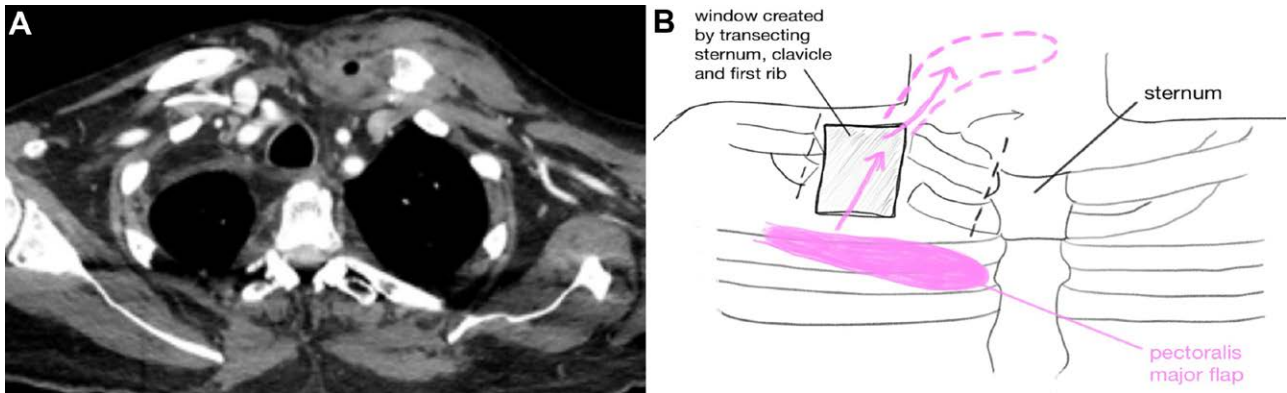 A
B
window created
by transecting
sternum, clavicle
and first rib
sternum
pectoralis
major flap